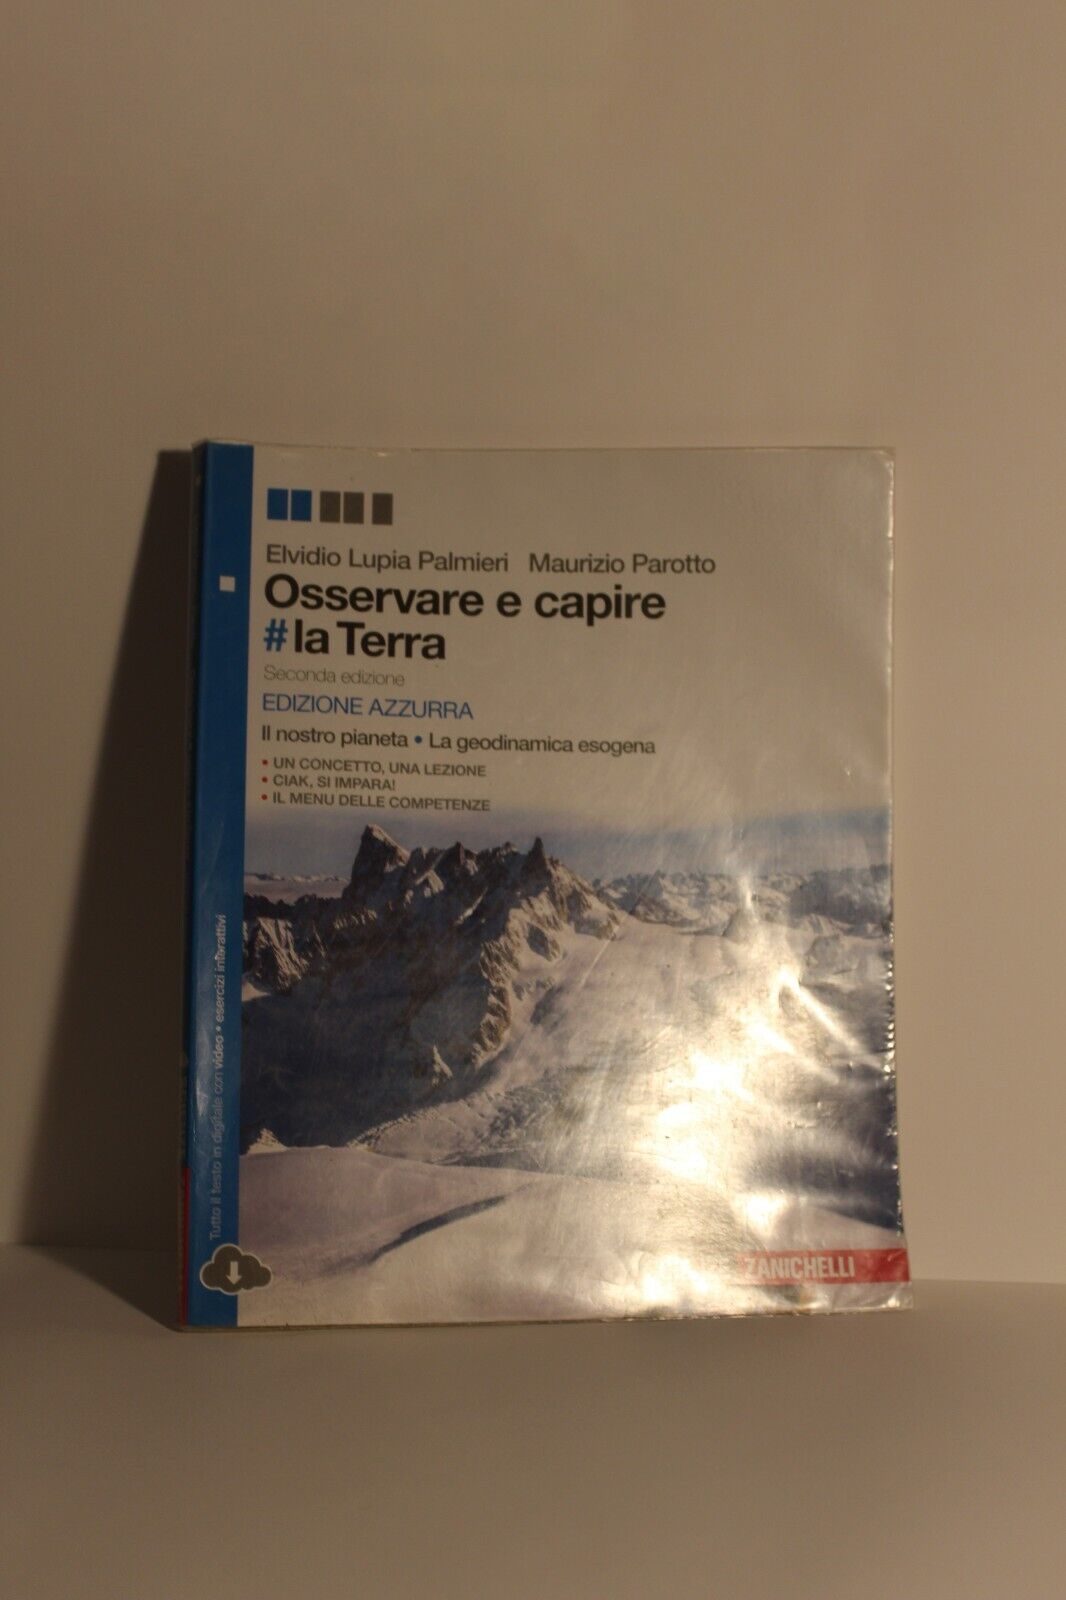 Elvidio Lupia Palmieri Maurizio Parotto
Osservare e capire
#la Terra
Seconda edizione
EDIZIONE AZZURRA
Il nostro pianeta • La geodinamica esogena
• UN CONCETTO, UNA LEZIONE
• CIAK, SI IMPARA!
• IL MENU DELLE COMPETENZE
Tutto il testo in digitale con video • esercizi interattivi
ZANICHELLI